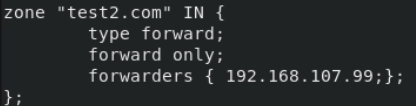 zone "test2.com" IN {
        type forward;
        forward only;
        forwarders { 192.168.107.99;};
};